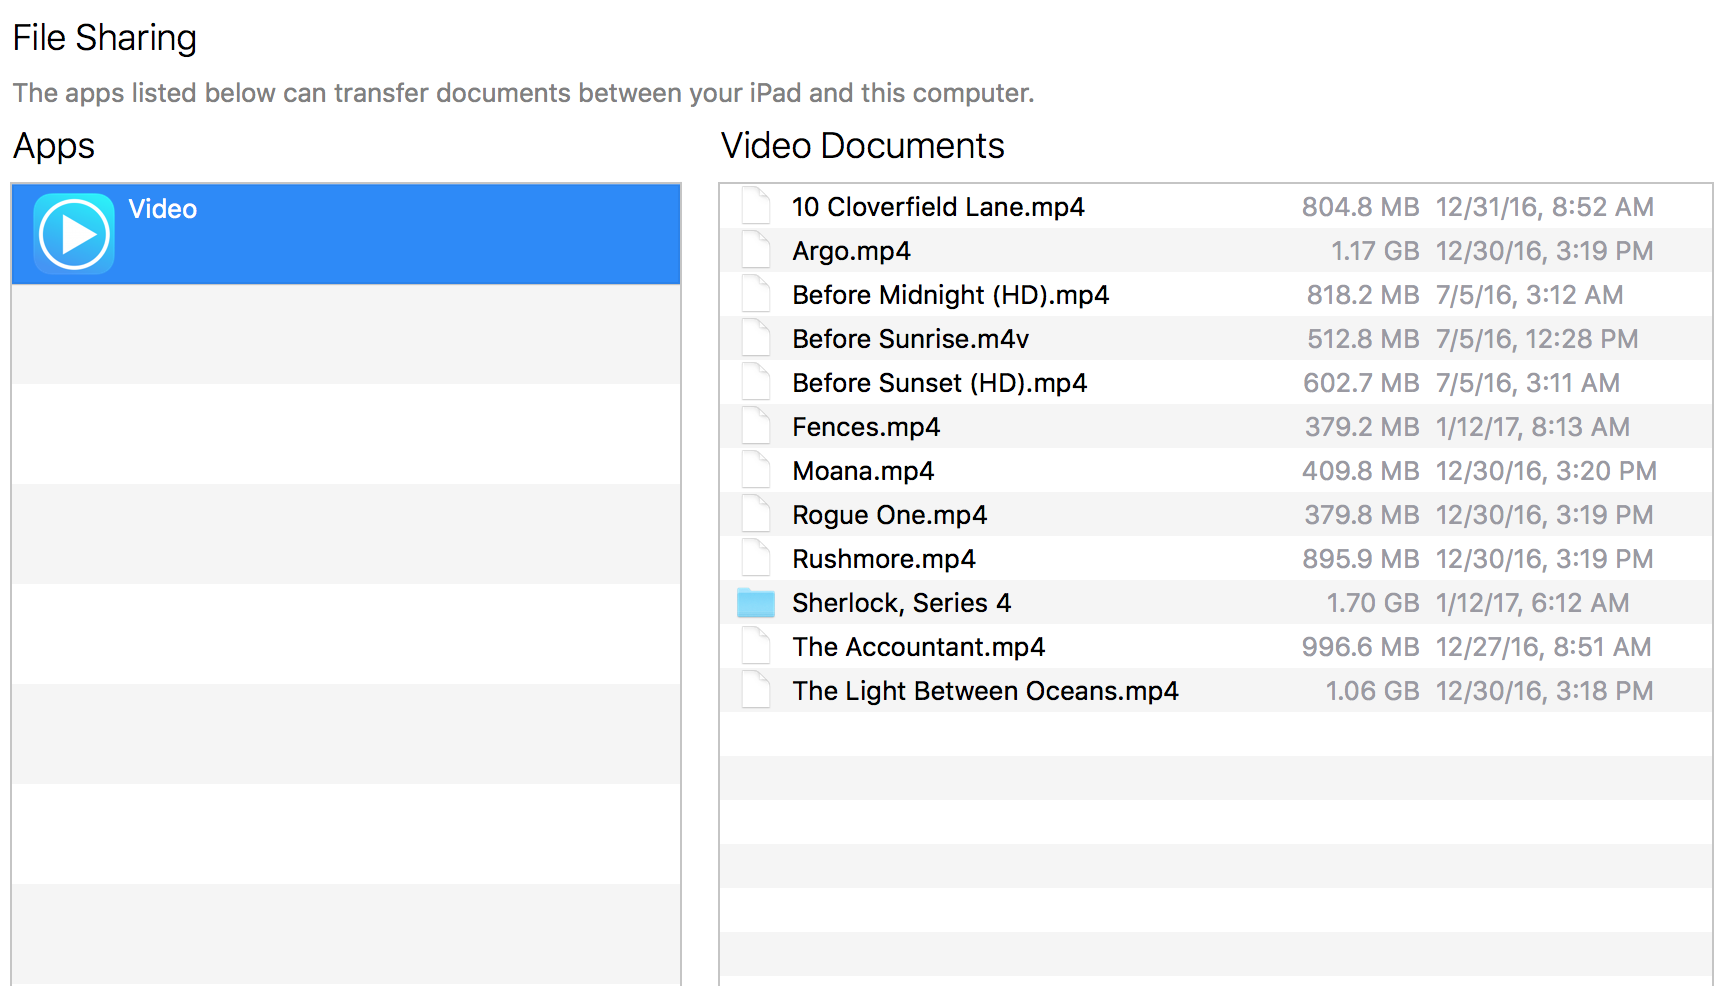 File Sharing
The apps listed below can transfer documents between your iPad and this computer.
Apps
Video
Video Documents
10 Cloverfield Lane.mp4 804.8 MB 12/31/16, 8:52 AM
Argo.mp4 1.17 GB 12/30/16, 3:19 PM
Before Midnight (HD).mp4 818.2 MB 7/5/16, 3:12 AM
Before Sunrise.m4v 512.8 MB 7/5/16, 12:28 PM
Before Sunset (HD).mp4 602.7 MB 7/5/16, 3:11 AM
Fences.mp4 379.2 MB 1/12/17, 8:13 AM
Moana.mp4 409.8 MB 12/30/16, 3:20 PM
Rogue One.mp4 379.8 MB 12/30/16, 3:19 PM
Rushmore.mp4 895.9 MB 12/30/16, 3:19 PM
Sherlock, Series 4 1.70 GB 1/12/17, 6:12 AM
The Accountant.mp4 996.6 MB 12/27/16, 8:51 AM
The Light Between Oceans.mp4 1.06 GB 12/30/16, 3:18 PM